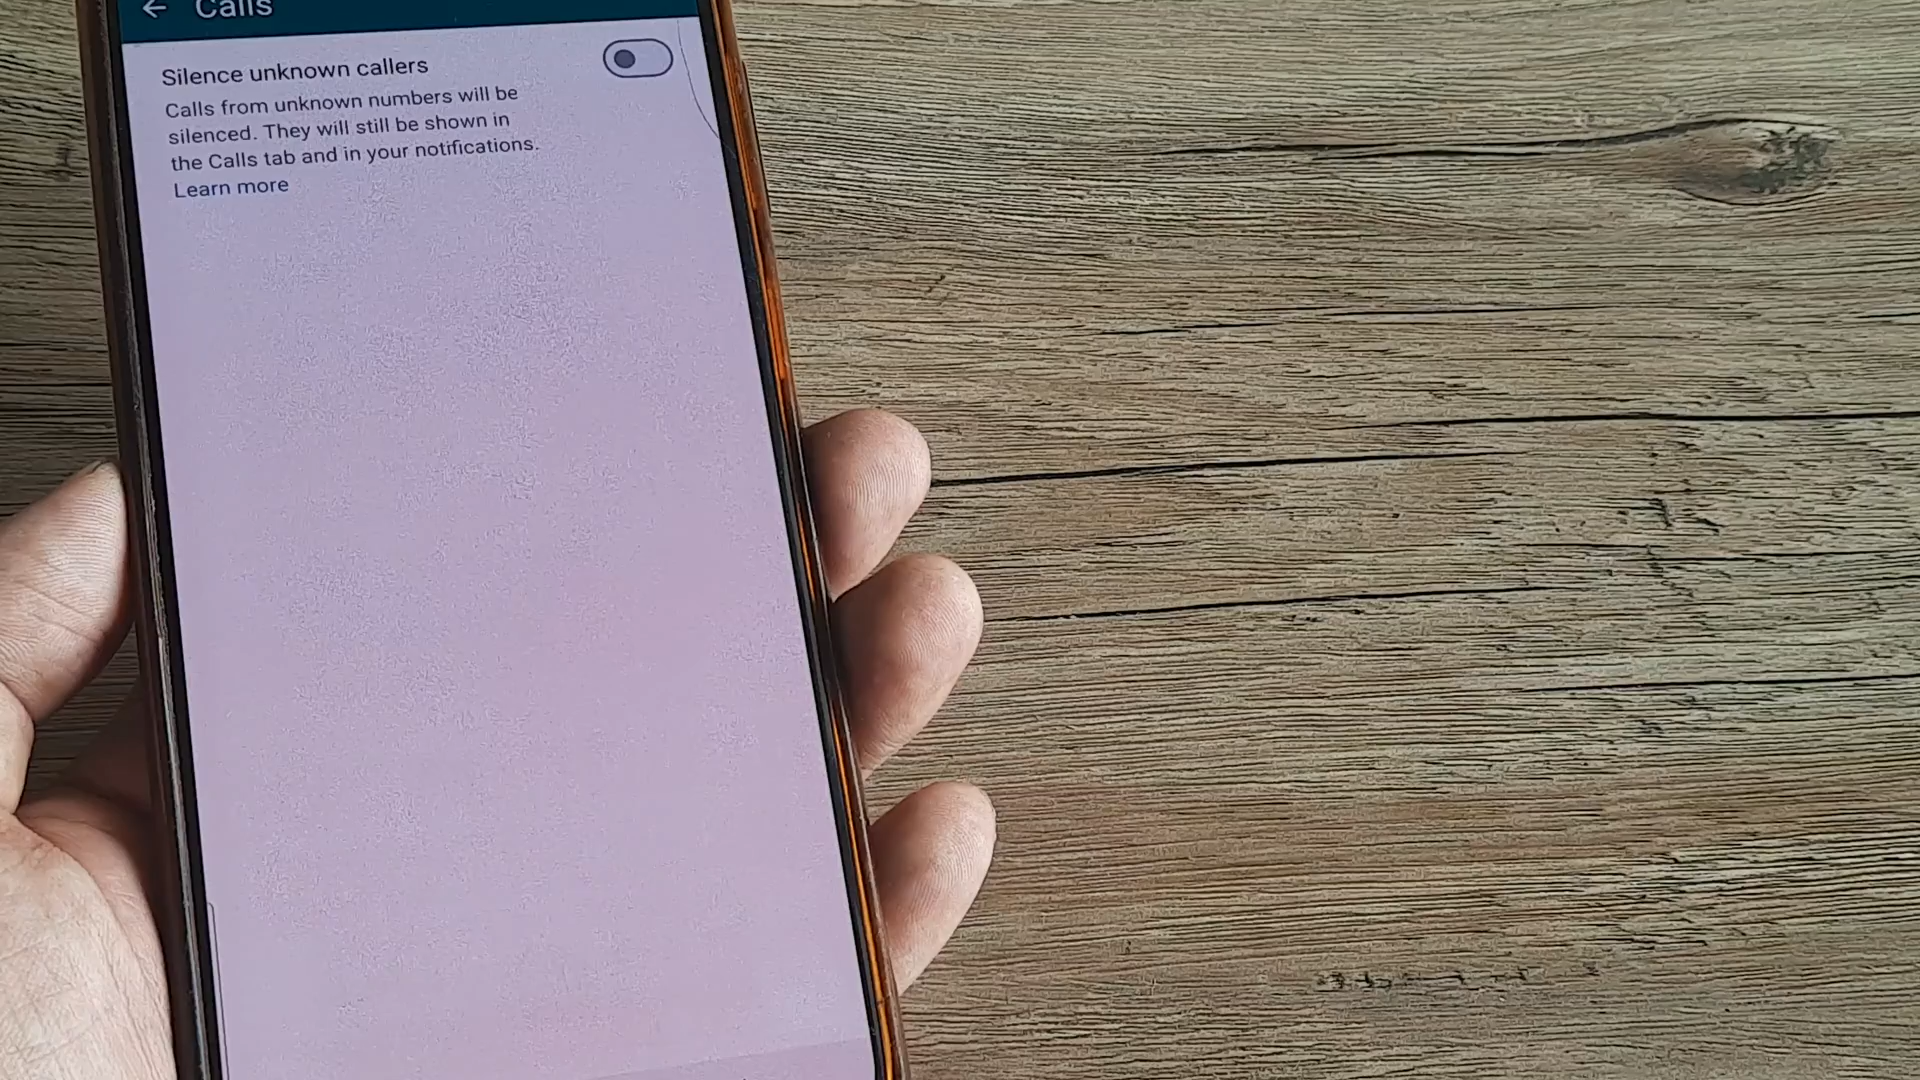 Calls
Silence unknown callers
Calls from unknown numbers will be
silenced. They will still be shown in
the Calls tab and in your notifications.
Learn more